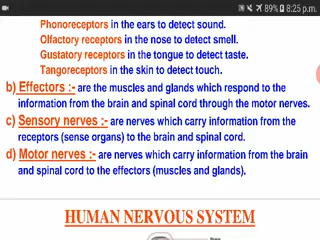 89% 8:25 p.m.
Phonoreceptors in the ears to detect sound.
Olfactory receptors in the nose to detect smell.
Gustatory receptors in the tongue to detect taste.
Tangoreceptors in the skin to detect touch.
b) Effectors :- are the muscles and glands which respond to the
information from the brain and spinal cord through the motor nerves.
c) Sensory nerves :- are nerves which carry information from the
receptors (sense organs) to the brain and spinal cord.
d) Motor nerves :- are nerves which carry information from the brain
and spinal cord to the effectors (muscles and glands).
HUMAN NERVOUS SYSTEM